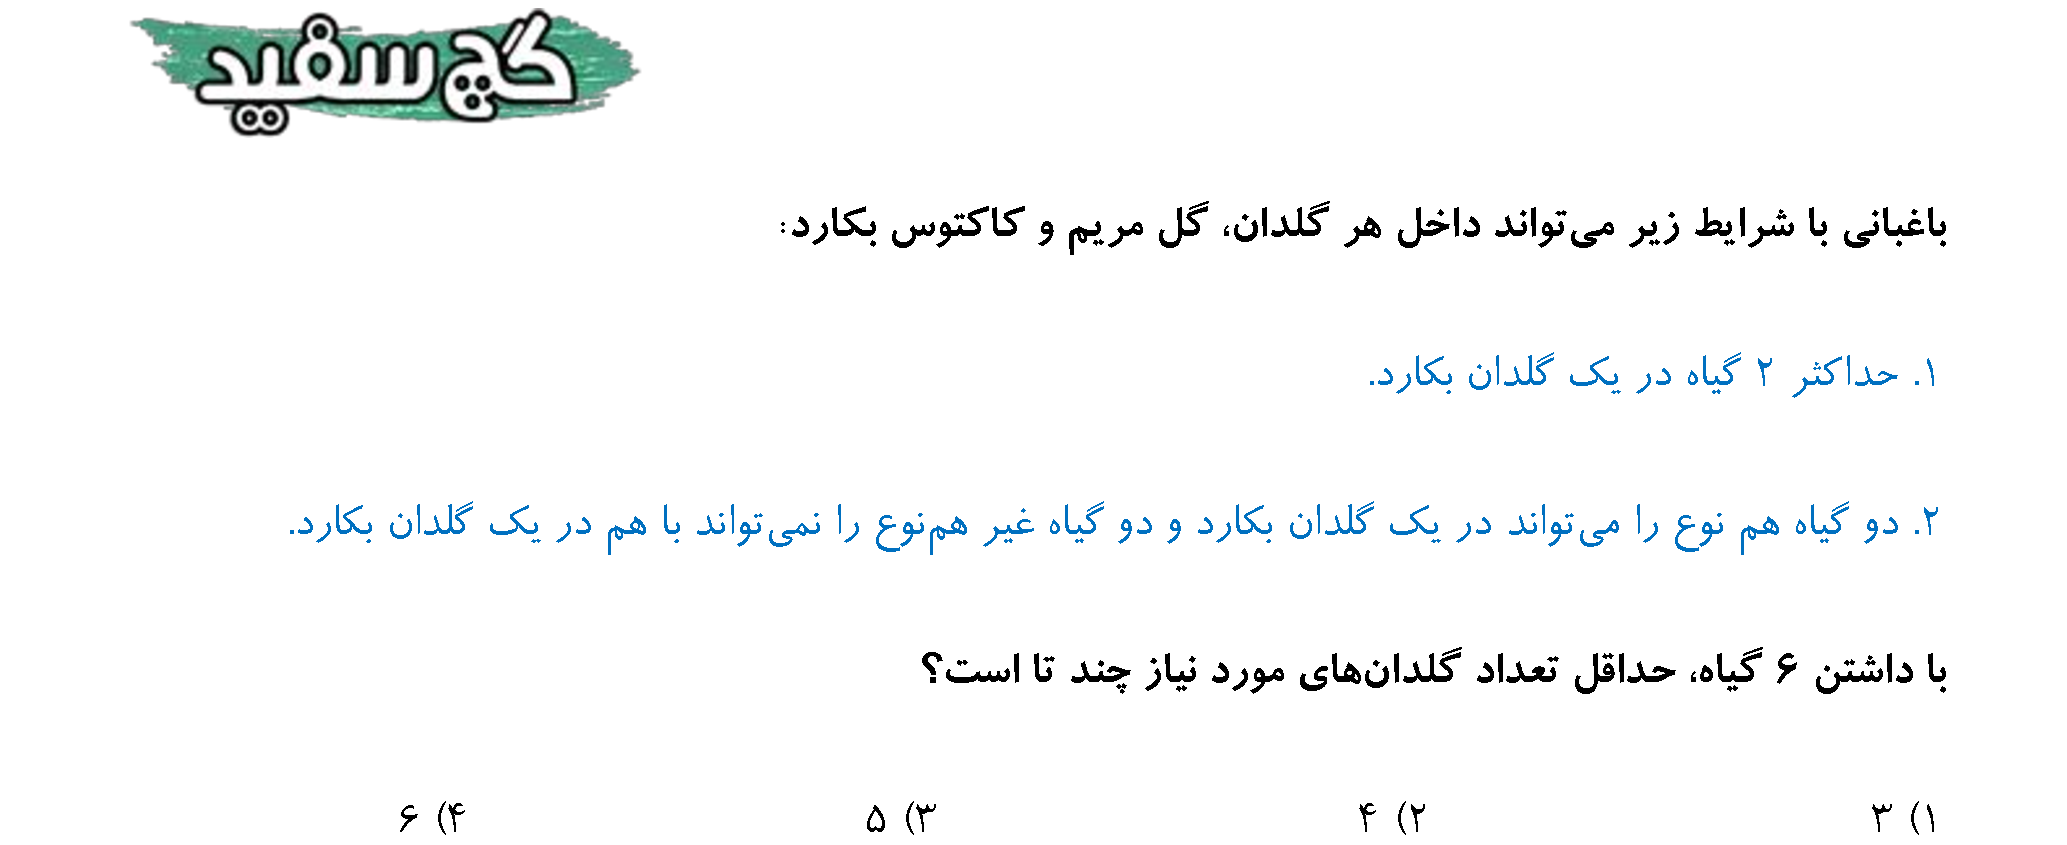 گچ سفید
باغبانی با شرایط زیر می‌تواند داخل هر گلدان، گل مریم و کاکتوس بکارد:
۱. حداکثر ۲ گیاه در یک گلدان بکارد.
۲. دو گیاه هم نوع را می‌تواند در یک گلدان بکارد و دو گیاه غیر هم‌نوع را نمی‌تواند با هم در یک گلدان بکارد.
با داشتن ۶ گیاه، حداقل تعداد گلدان‌های مورد نیاز چند تا است؟
۱) ۳ ۲) ۴ ۳) ۵ ۴) ۶